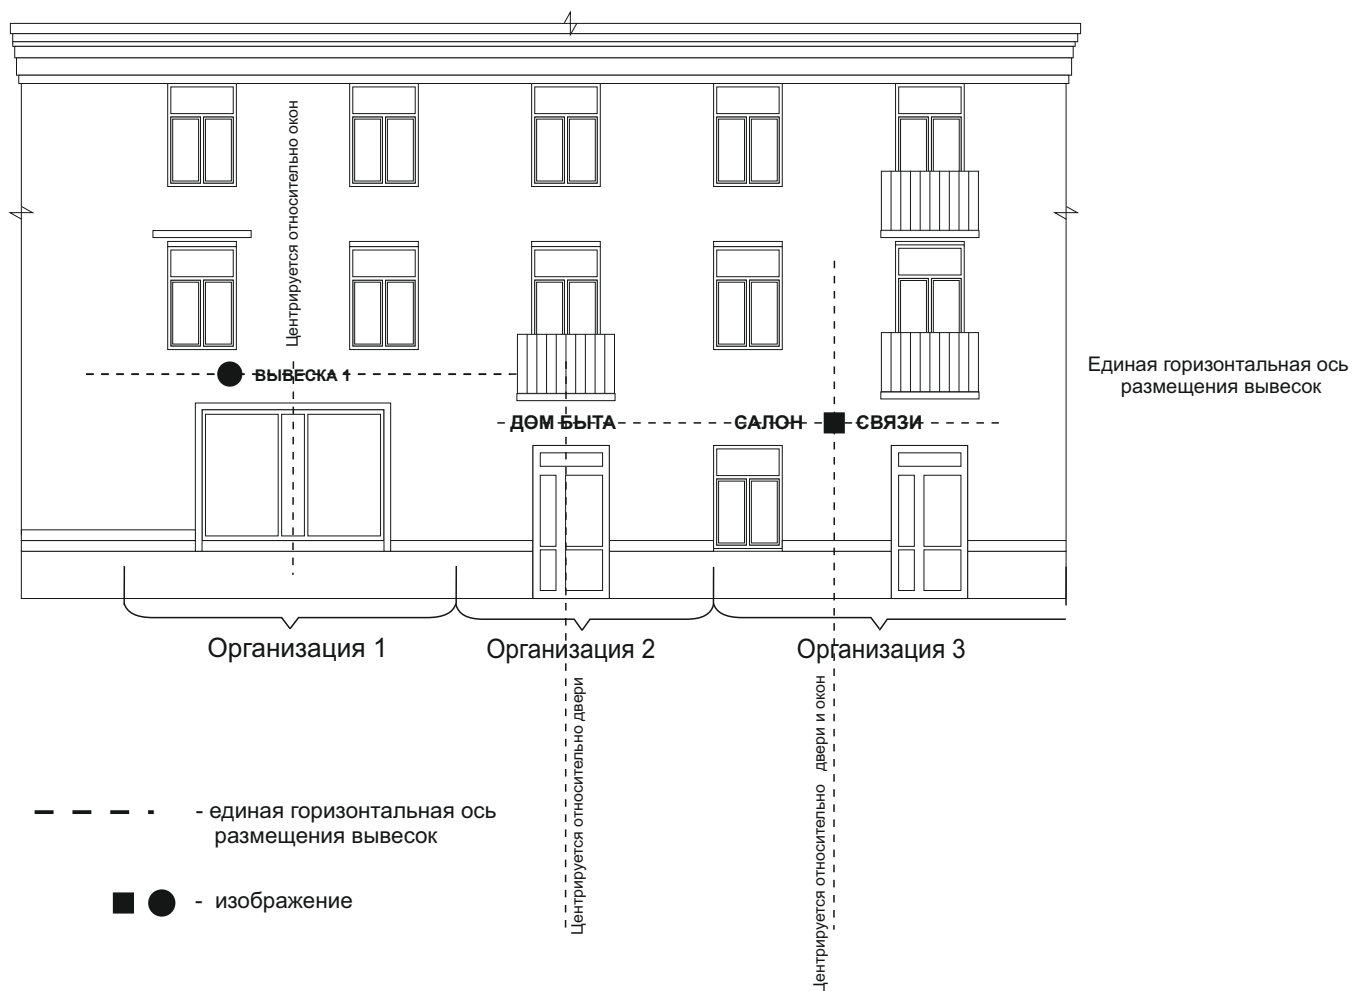 Центрируется относительно окон
ВЫВЕСКА 1
Единая горизонтальная ось
размещения вывесок
ДОМ БЫТА
САЛОН СВЯЗИ
Организация 1
Организация 2
Организация 3
Центрируется относительно двери
Центрируется относительно двери и окон
- единая горизонтальная ось
размещения вывесок
- изображение